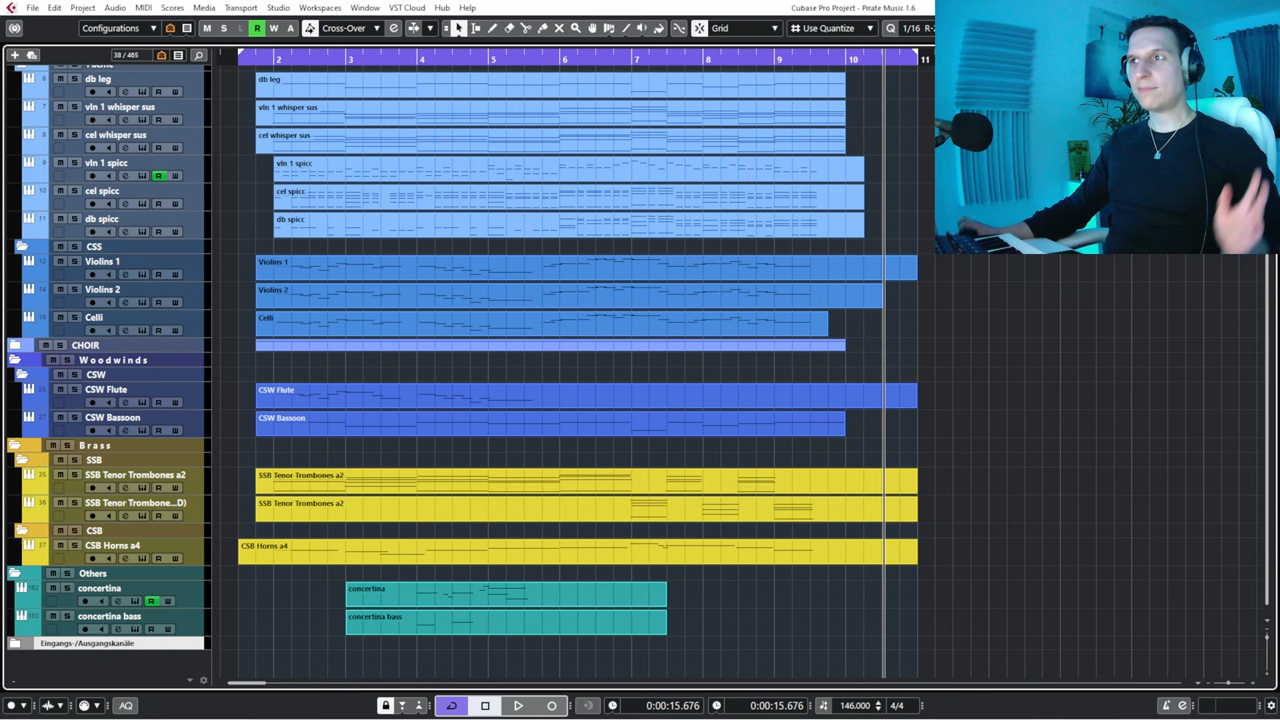 File Edit Project Audio MIDI Scores Media Transport Studio Workspaces Window VST Cloud Hub Help
Cubase Pro Project - Pirate Music 1.6
Configurations M S L R W A Cross-Over Grid Use Quantize 1/16
38 / 465
2 3 4 5 6 7 8 9 10 11
db leg
db leg
vln 1 whisper sus
vln 1 whisper sus
cel whisper sus
cel whisper sus
vln 1 spicc
vln 1 spicc
cel spicc
cel spicc
db spicc
db spicc
CSS
Violins 1
Violins 1
Violins 2
Violins 2
Celli
Celli
CHOIR
Woodwinds
CSW
CSW Flute
CSW Flute
CSW Bassoon
CSW Bassoon
Brass
SSB
SSB Tenor Trombones a2
SSB Tenor Trombones a2
SSB Tenor Trombone...D)
SSB Tenor Trombones a2
CSB
CSB Horns a4
CSB Horns a4
Others
concertina
concertina
concertina bass
concertina bass
Eingangs-/Ausgangskanäle
AQ 0:00:15.676 0:00:15.676 146.000 4/4